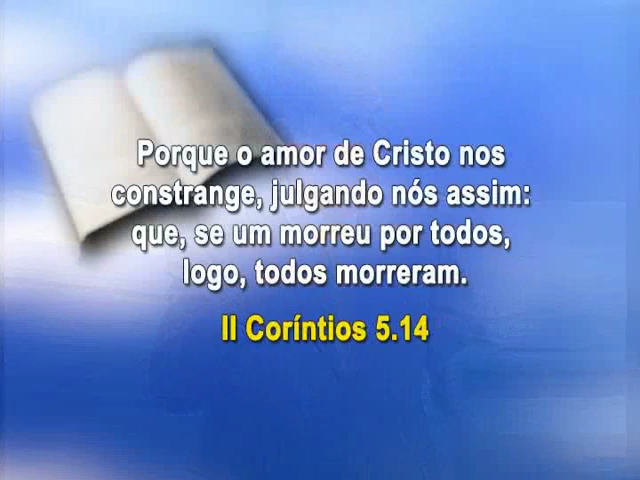 Porque o amor de Cristo nos
constrange, julgando nós assim:
que, se um morreu por todos,
logo, todos morreram.
II Coríntios 5.14